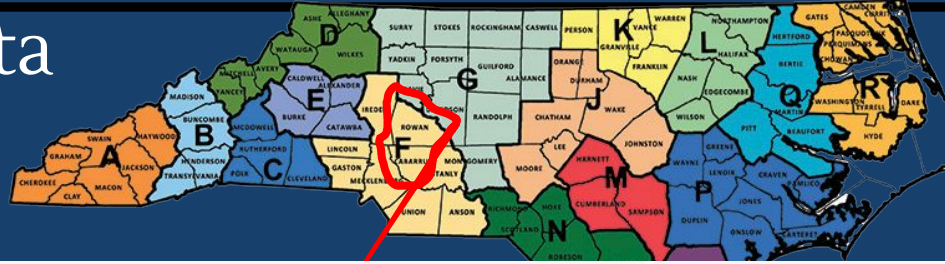 ta
ASHE ALLEGHANY
D
WATAUGA WILKES
MITCHELL AVERY
YANCEY
SURRY STOKES ROCKINGHAM CASWELL
YADKIN FORSYTH
G
GUILFORD
ALAMANCE
RANDOLPH
PERSON K VANCE WARREN
GRANVILLE
FRANKLIN
NORTHAMPTON
L
HALIFAX
NASH
EDGECOMBE
WILSON
GATES CAMDEN
PASQUOTANK
PERQUIMANS
CHOWAN
R
WASHINGTON TYRRELL DARE
HYDE
HERTFORD
BERTIE
Q
MARTIN
PITT BEAUFORT
ORANGE
DURHAM
J
WAKE
CHATHAM
LEE JOHNSTON
MOORE
CALDWELL ALEXANDER
E
BURKE
CATAWBA
MADISON
BUNCOMBE
B
HENDERSON
TRANSYLVANIA
SWAIN HAYWOOD
GRAHAM A JACKSON
CHEROKEE MACON
CLAY
MCDOWELL
RUTHERFORD
POLK C CLEVELAND
LINCOLN
GASTON
ROWAN
F
UNION ANSON
HARNETT
M
CUMBERLAND
SAMPSON
RICHMOND HOKE
SCOTLAND N
ROBESON
WAYNE GREENE
LENOIR CRAVEN
P PAMLICO
JONES
DUPLIN
ONSLOW CARTERET